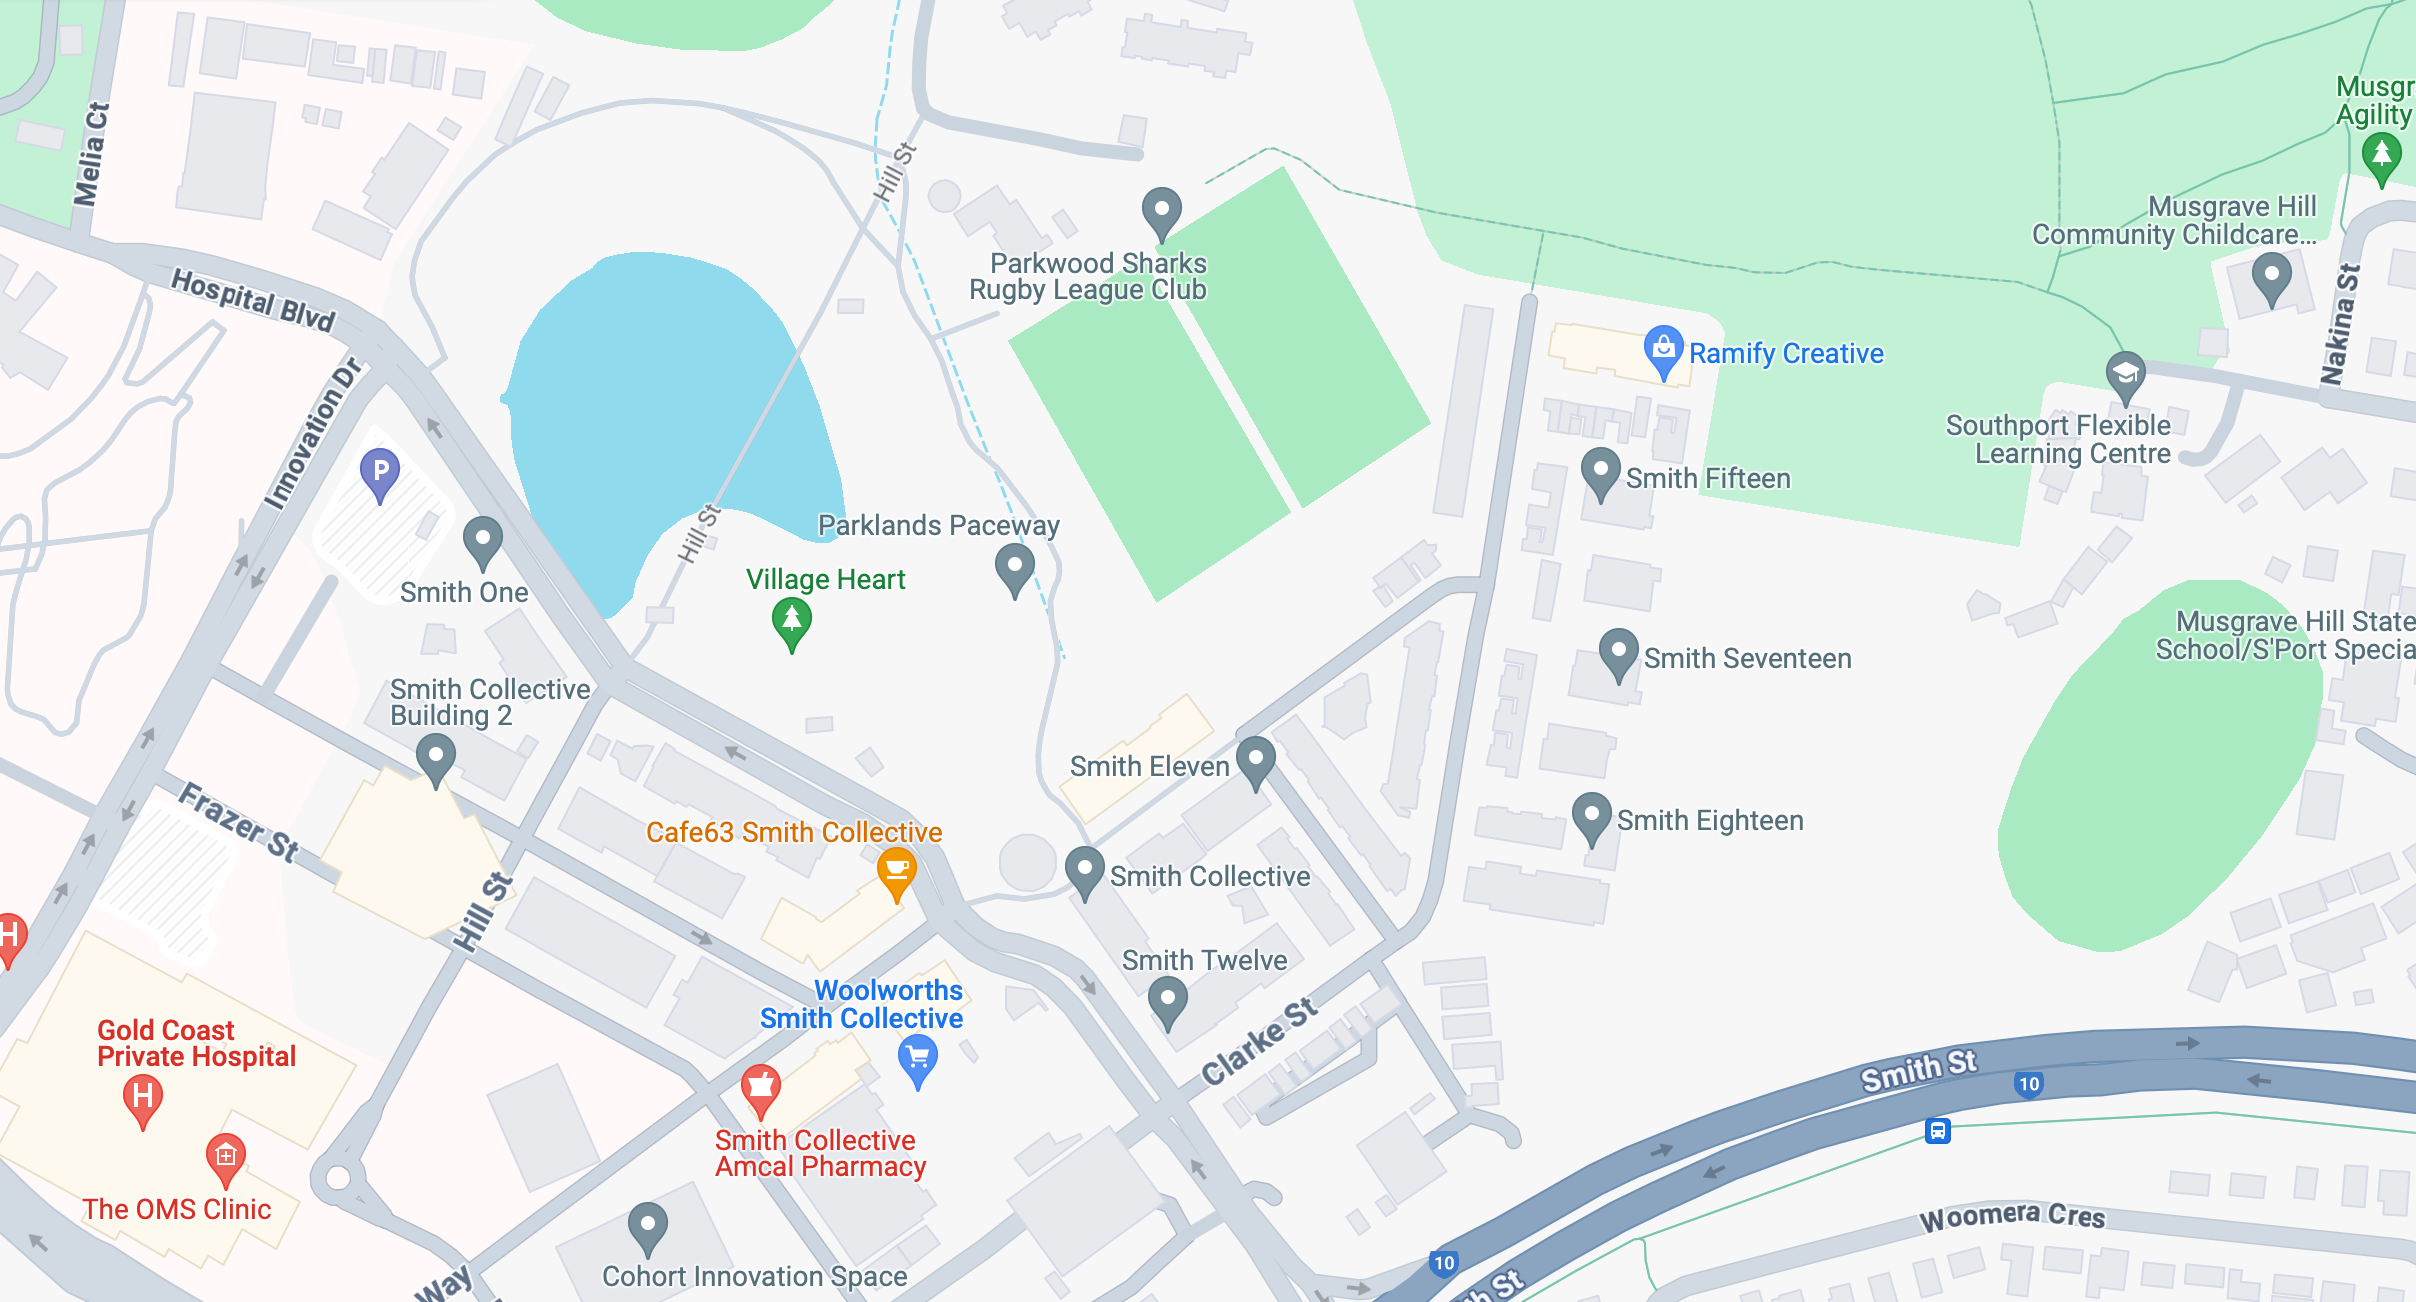 Musgr
Agility
Melia Ct
Hill St
Musgrave Hill
Community Childcare...
Parkwood Sharks
Rugby League Club
Hospital Blvd
Nakina St
Ramify Creative
Innovation Dr
Southport Flexible
Learning Centre
P
Smith Fifteen
Hill St
Parklands Paceway
Smith One
Village Heart
Musgrave Hill State
School/S'Port Specia
Smith Seventeen
Smith Collective
Building 2
Smith Eleven
Frazer St
Cafe63 Smith Collective
Smith Eighteen
Smith Collective
Hill St
H
Smith Twelve
Woolworths
Smith Collective
Gold Coast
Private Hospital
H
Clarke St
Smith St
10
Smith Collective
Amcal Pharmacy
The OMS Clinic
Woomera Cres
10
Cohort Innovation Space
Way
th St